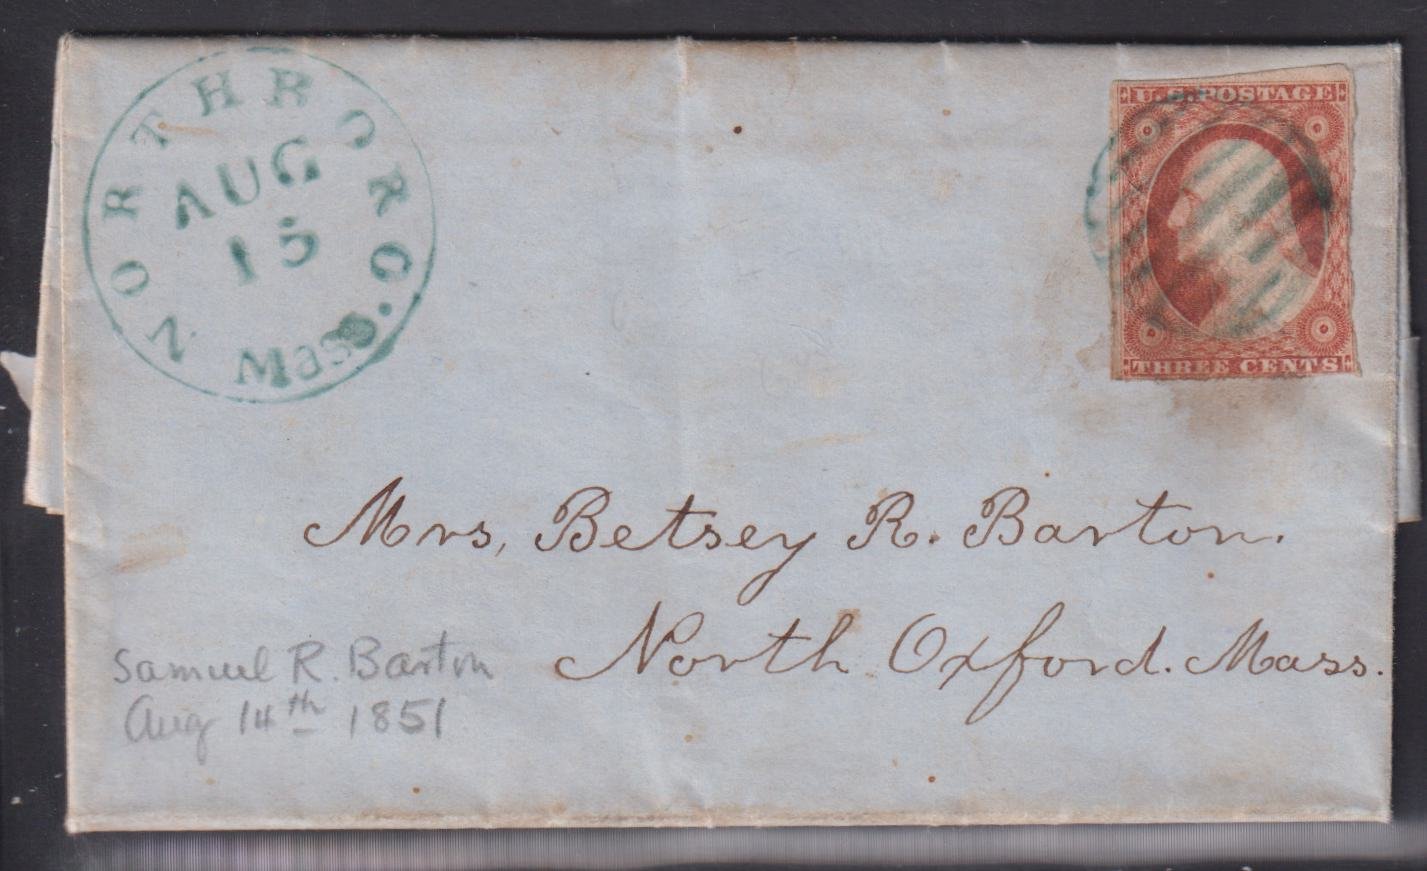 NORTHBORO.
AUG
15
Mass
U.S. POSTAGE
THREE CENTS
Mrs, Betsey R. Barton.
North Oxford. Mass.
Samuel R. Barton
Aug 14th 1851